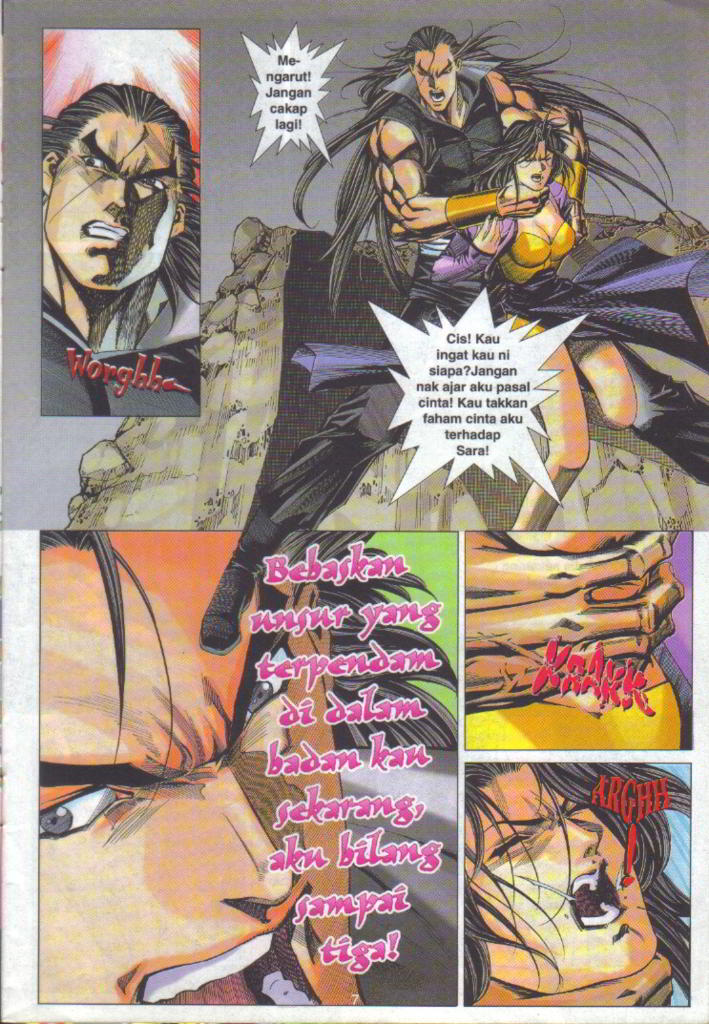 Me-
ngarut!
Jangan
cakap
lagi!
Worghhh
Cis! Kau
ingat kau ni
siapa?Jangan
nak ajar aku pasal
cinta! Kau takkan
faham cinta aku
terhadap
Sara!
Bebaskan
unsur yang
terpendam
di dalam
badan kau
sekarang,
aku bilang
sampai
tiga!
KRAKK
ARGHH
!
7